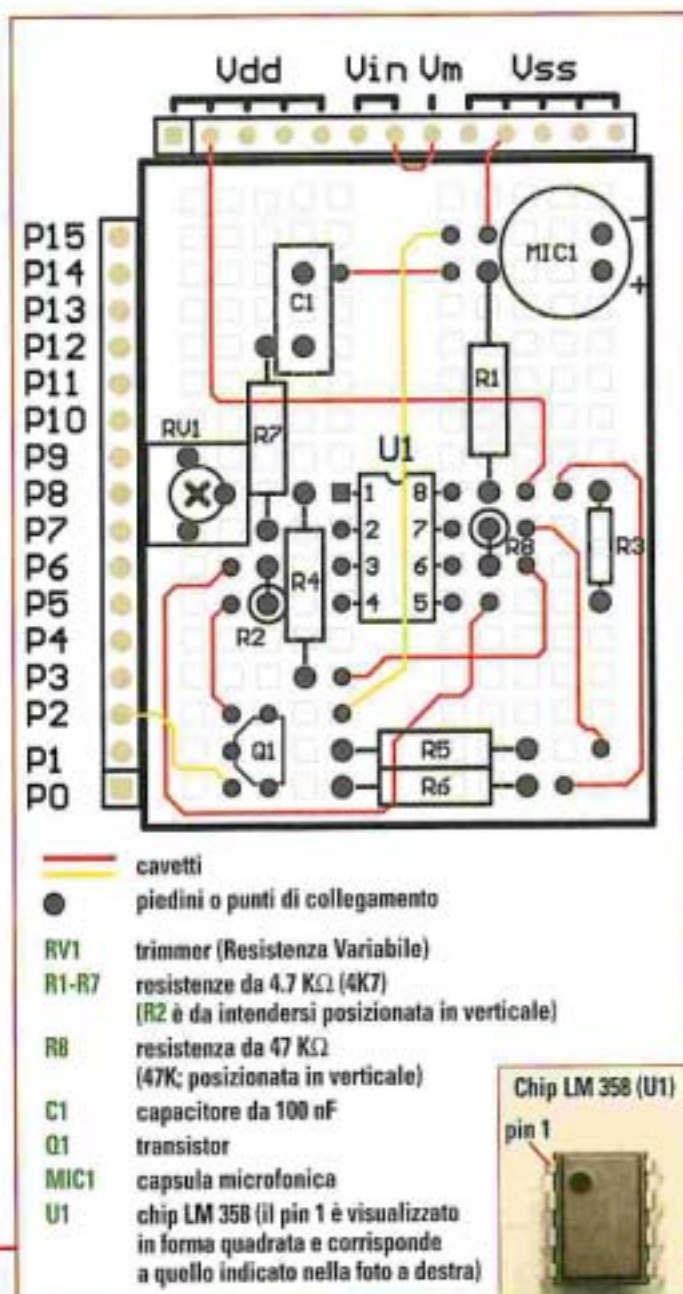 Vdd Vin Vm Vss
P15
P14
P13
P12
P11
P10
P9
P8
P7
P6
P5
P4
P3
P2
P1
P0
MIC1
-
+
C1
R1
RV1
R7
U1
1 8
2 7
3 6
4 5
R8
R3
R4
R2
Q1
R5
R6
cavetti
piedini o punti di collegamento
RV1 trimmer (Resistenza Variabile)
R1-R7 resistenze da 4.7 KΩ (4K7)
(R2 è da intendersi posizionata in verticale)
R8 resistenza da 47 KΩ
(47K; posizionata in verticale)
C1 capacitore da 100 nF
Q1 transistor
MIC1 capsula microfonica
U1 chip LM 358 (il pin 1 è visualizzato
in forma quadrata e corrisponde
a quello indicato nella foto a destra)
Chip LM 358 (U1)
pin 1